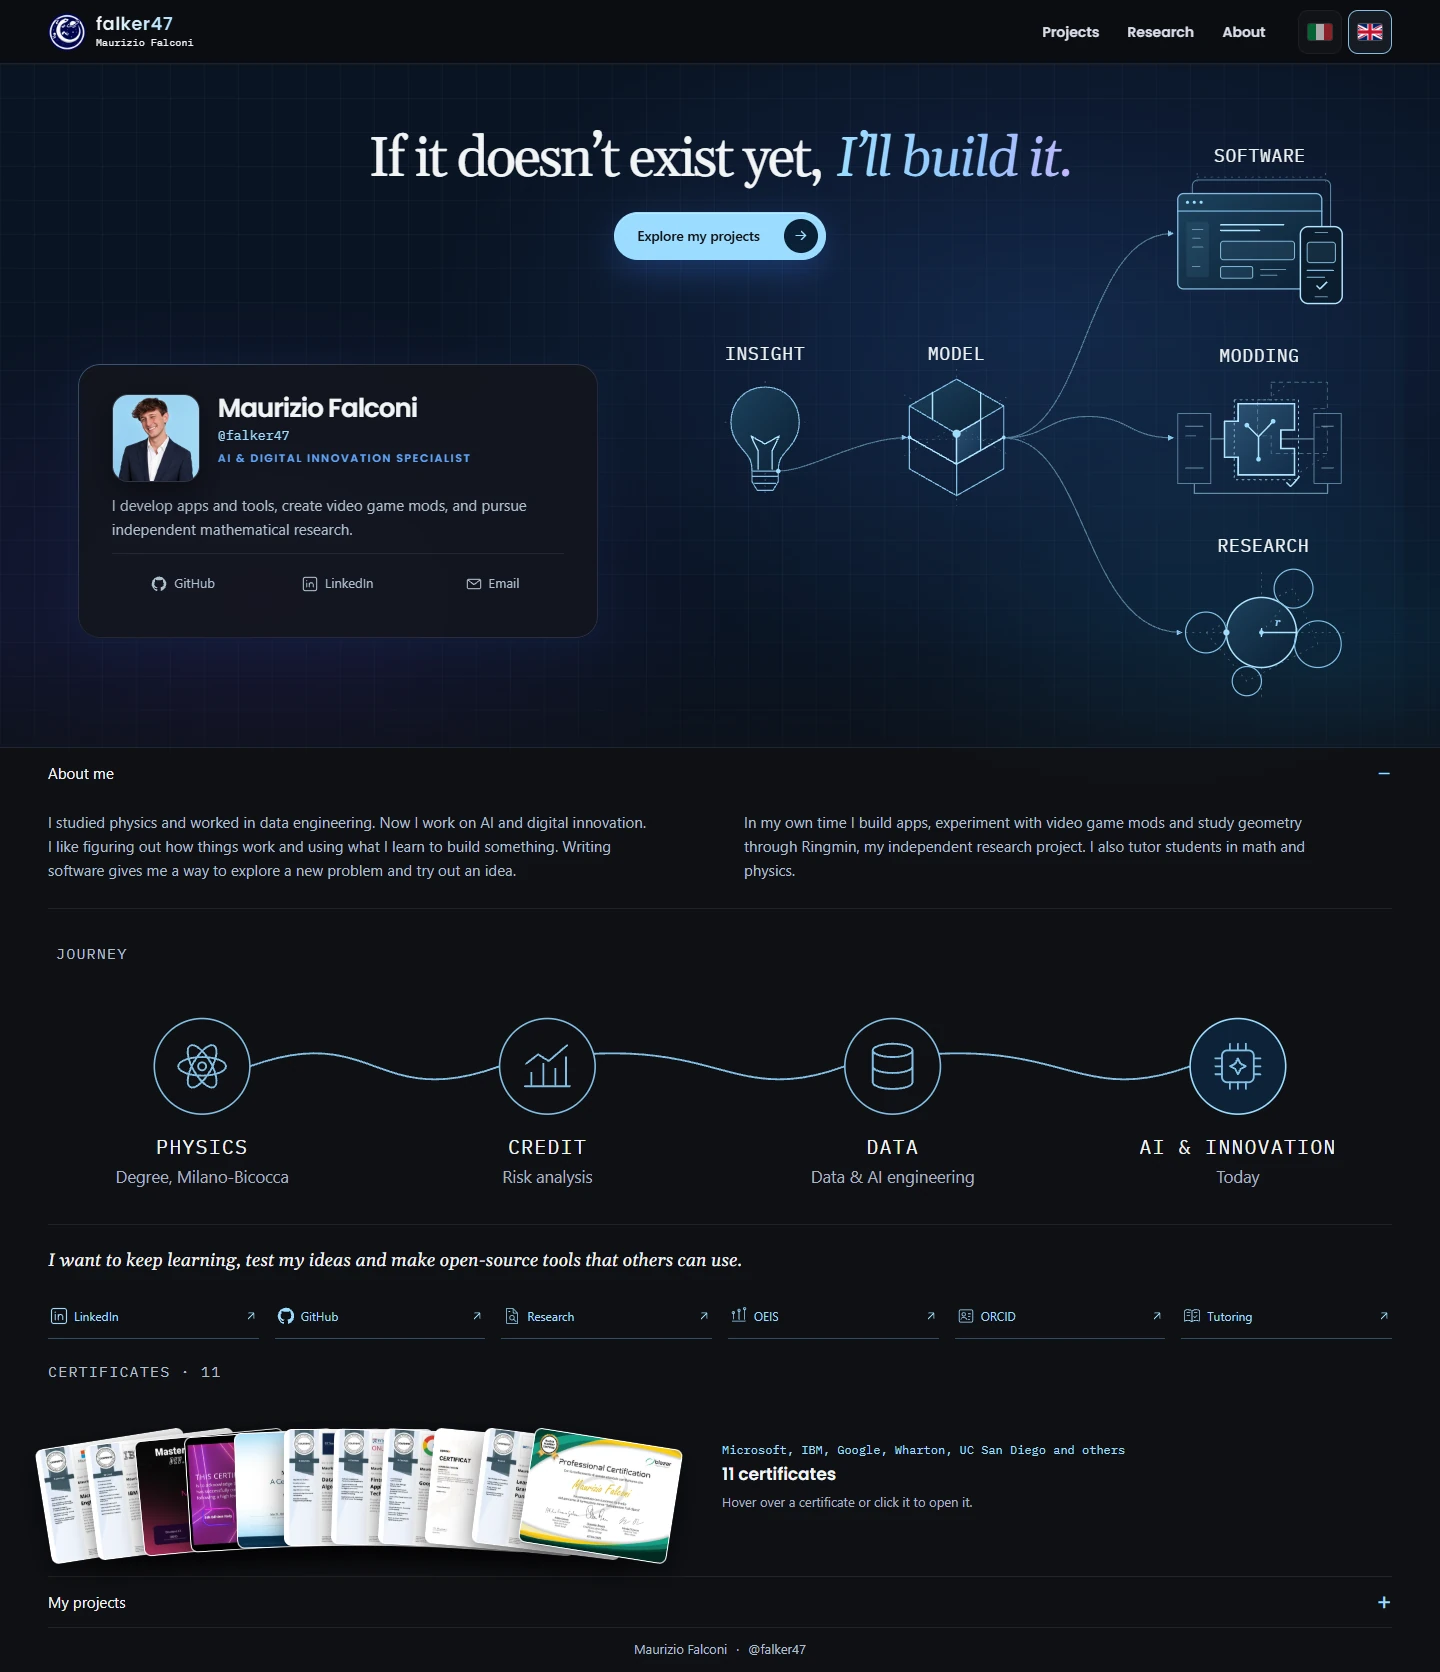 falker47
Maurizio Falconi
Projects
Research
About
If it doesn't exist yet, I'll build it.
Explore my projects
SOFTWARE
INSIGHT
MODEL
MODDING
Maurizio Falconi
@falker47
AI & DIGITAL INNOVATION SPECIALIST
I develop apps and tools, create video game mods, and pursue
independent mathematical research.
GitHub
LinkedIn
Email
RESEARCH
r
About me
I studied physics and worked in data engineering. Now I work on AI and digital innovation.
I like figuring out how things work and using what I learn to build something. Writing
software gives me a way to explore a new problem and try out an idea.
In my own time I build apps, experiment with video game mods and study geometry
through Ringmin, my independent research project. I also tutor students in math and
physics.
JOURNEY
PHYSICS
Degree, Milano-Bicocca
CREDIT
Risk analysis
DATA
Data & AI engineering
AI & INNOVATION
Today
I want to keep learning, test my ideas and make open-source tools that others can use.
LinkedIn
GitHub
Research
OEIS
ORCID
Tutoring
CERTIFICATES · 11
Master
THIS CERTIF
CERTIFICAT
Professional Certification
Maurizio Falconi
Microsoft, IBM, Google, Wharton, UC San Diego and others
11 certificates
Hover over a certificate or click it to open it.
My projects
Maurizio Falconi · @falker47